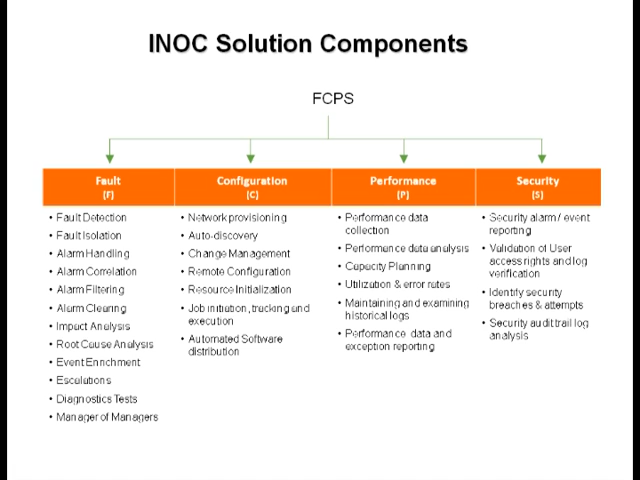 INOC Solution Components
FCPS
Fault
(F)
• Fault Detection
• Fault Isolation
• Alarm Handling
• Alarm Correlation
• Alarm Filtering
• Alarm Clearing
• Impact Analysis
• Root Cause Analysis
• Event Enrichment
• Escalations
• Diagnostics Tests
• Manager of Managers
Configuration
(C)
• Network provisioning
• Auto-discovery
• Change Management
• Remote Configuration
• Resource Initialization
• Job initiation, tracking and
execution
• Automated Software
distribution
Performance
(P)
• Performance data
collection
• Performance data analysis
• Capacity Planning
• Utilization & error rates
• Maintaining and examining
historical logs
• Performance data and
exception reporting
Security
(S)
• Security alarm / event
reporting
• Validation of User
access rights and log
verification
• Identify security
breaches & attempts
• Security audit trail log
analysis